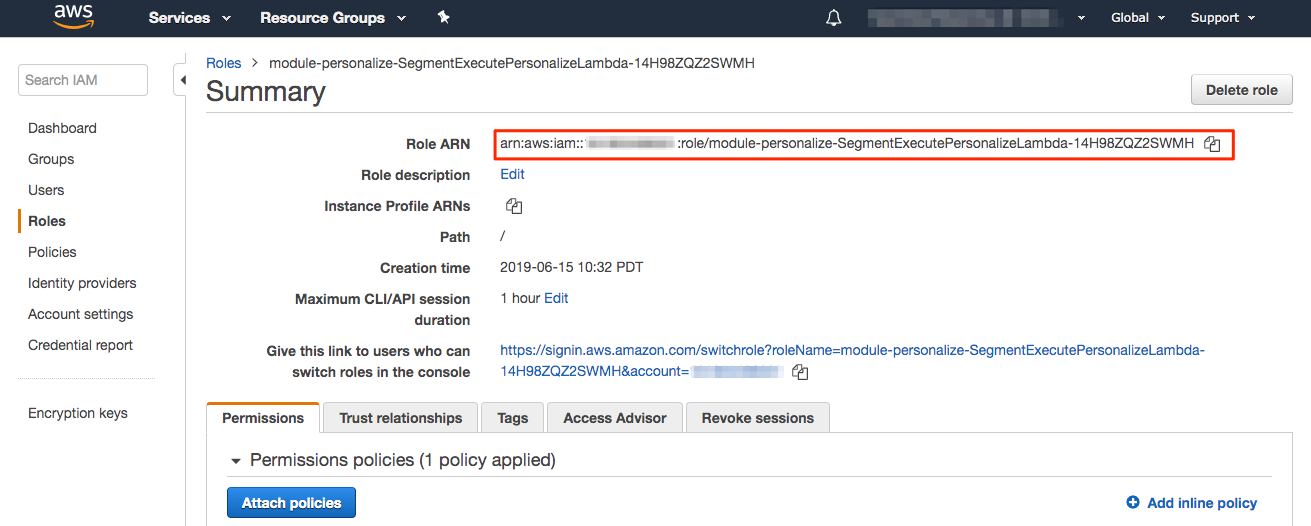 aws Services Resource Groups Global Support
Search IAM
Dashboard
Groups
Users
Roles
Policies
Identity providers
Account settings
Credential report
Encryption keys
Roles > module-personalize-SegmentExecutePersonalizeLambda-14H98ZQZ2SWMH
Summary
Delete role
Role ARN arn:aws:iam:: :role/module-personalize-SegmentExecutePersonalizeLambda-14H98ZQZ2SWMH
Role description Edit
Instance Profile ARNs
Path /
Creation time 2019-06-15 10:32 PDT
Maximum CLI/API session 1 hour Edit
duration
Give this link to users who can https://signin.aws.amazon.com/switchrole?roleName=module-personalize-SegmentExecutePersonalizeLambda-
switch roles in the console 14H98ZQZ2SWMH&account=
Permissions Trust relationships Tags Access Advisor Revoke sessions
Permissions policies (1 policy applied)
Attach policies Add inline policy